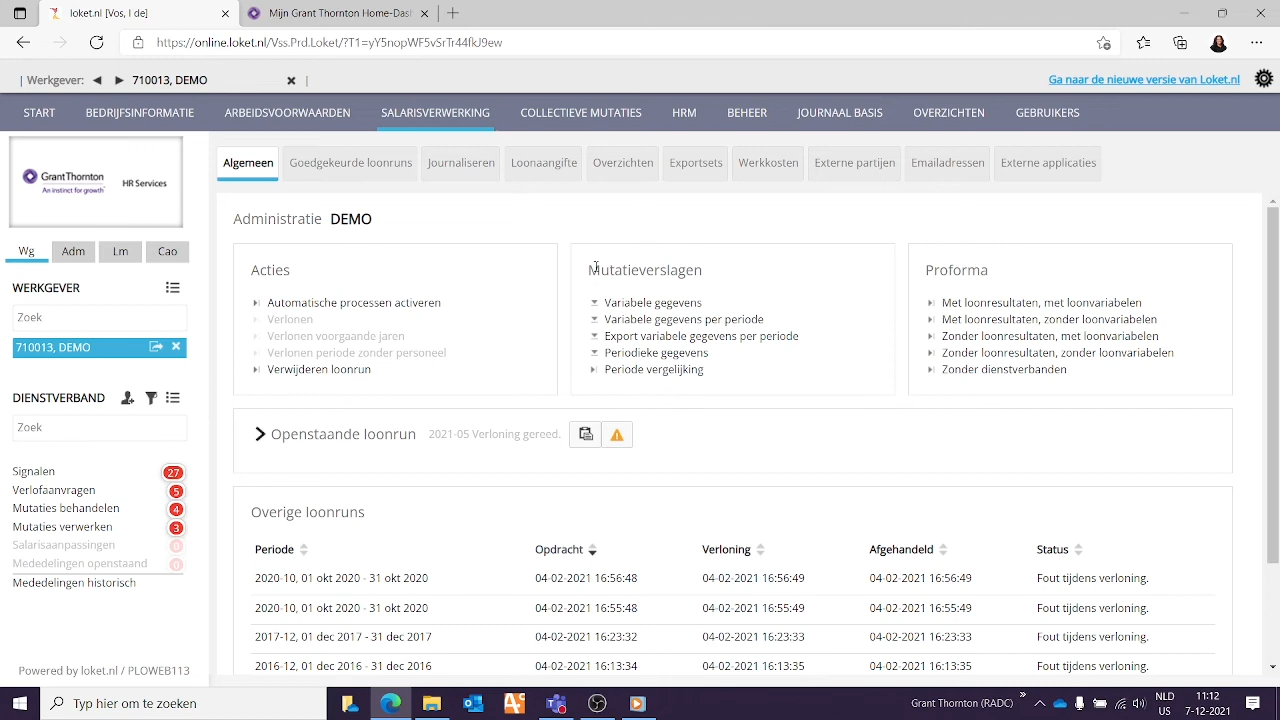 loket.nl [Vos, I de]
Mijn Grant Thornton Home-Dash
https://online.loket.nl/Vss.Prd.Loket/?T1=yY5nopWF5vSrTr44fkJ9ew
| Werkgever: 710013, DEMO |
Ga naar de nieuwe versie van Loket.nl
START BEDRIJFSINFORMATIE ARBEIDSVOORWAARDEN SALARISVERWERKING COLLECTIEVE MUTATIES HRM BEHEER JOURNAAL BASIS OVERZICHTEN GEBRUIKERS
Grant Thornton
An instinct for growth
HR Services
Algemeen Goedgekeurde loonruns Journaliseren Loonaangifte Overzichten Exportsets Werkkosten Externe partijen Emailadressen Externe applicaties
Wg Adm Lm Cao
WERKGEVER
Zoek
710013, DEMO
DIENSTVERBAND
Zoek
Signalen 27
Verlofaanvragen 5
Mutaties behandelen 4
Mutaties verwerken 3
Salarisaanpassingen 0
Mededelingen openstaand 0
Mededelingen historisch
Powered by loket.nl / PLOWEB113
Administratie DEMO
Acties
Automatische processen activeren
Verlonen
Verlonen voorgaande jaren
Verlonen periode zonder personeel
Verwijderen loonrun
Mutatieverslagen
Variabele gegevens
Variabele gegevens per periode
Export variabele gegevens per periode
Periodieke gegevens
Periode vergelijking
Proforma
Met loonresultaten, met loonvariabelen
Met loonresultaten, zonder loonvariabelen
Zonder loonresultaten, met loonvariabelen
Zonder loonresultaten, zonder loonvariabelen
Zonder dienstverbanden
Openstaande loonrun 2021-05 Verloning gereed.
Overige loonruns
Periode Opdracht Verloning Afgehandeld Status
2020-10, 01 okt 2020 - 31 okt 2020 04-02-2021 16:56:48 04-02-2021 16:56:49 04-02-2021 16:56:49 Fout tijdens verloning.
2020-10, 01 okt 2020 - 31 okt 2020 04-02-2021 16:55:48 04-02-2021 16:55:49 04-02-2021 16:55:49 Fout tijdens verloning.
2017-12, 01 dec 2017 - 31 dec 2017 04-02-2021 16:23:32 04-02-2021 16:23:33 04-02-2021 16:23:33 Fout tijdens verloning.
2016-12, 01 dec 2016 - 31 dec 2016 04-02-2021 16:13:34 04-02-2021 16:13:35 04-02-2021 16:13:35 Fout tijdens verloning.
Typ hier om te zoeken
Grant Thornton (RADC)
NLD
11:12
7-12-2021